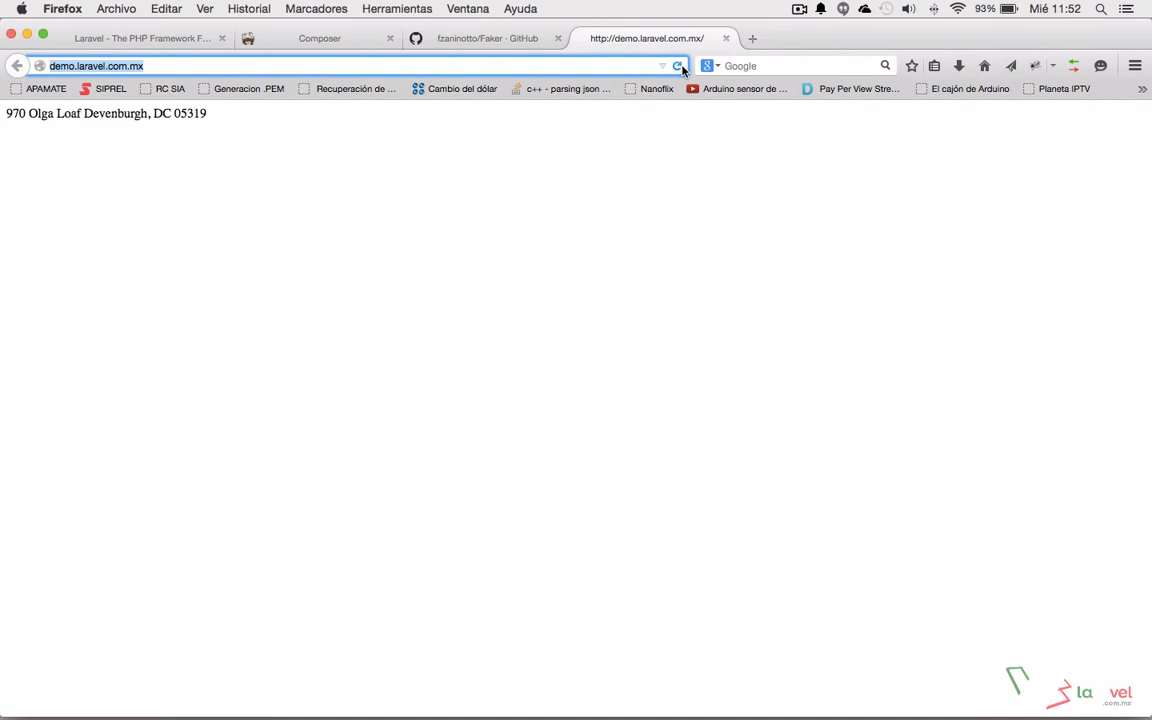 Firefox Archivo Editar Ver Historial Marcadores Herramientas Ventana Ayuda 93% Mié 11:52
Laravel - The PHP Framework F... Composer fzaninotto/Faker · GitHub http://demo.laravel.com.mx/
demo.laravel.com.mx Google
APAMATE SIPREL RC SIA Generacion .PEM Recuperación de ... Cambio del dólar c++ - parsing json ... Nanoflix Arduino sensor de ... Pay Per View Stre... El cajón de Arduino Planeta IPTV
970 Olga Loaf Devenburgh, DC 05319
la vel
.com.mx